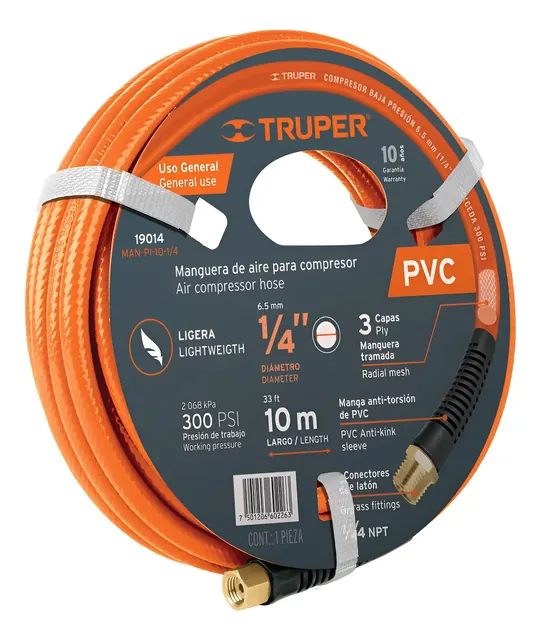 TRUPER COMPRESOR BAJA PRESIÓN 6.5 mm (1/4"
CEDA 300 PSI
TRUPER®
10 años
Garantía
Warranty
Uso General
General use
19014
MAN-PI-10-1/4
Manguera de aire para compresor
Air compressor hose
PVC
LIGERA
LIGHTWEIGTH
6.5 mm
1/4"
DIÁMETRO
DIAMETER
3 Capas
Ply
Manguera
tramada
Radial mesh
2 068 kPa
300 PSI
Presión de trabajo
Working pressure
33 ft
10 m
LARGO / LENGTH
Manga anti-torsión
de PVC
PVC Anti-kink
sleeve
Conectores
de latón
Brass fittings
NPT
7 501206 602263
CONT.: 1 PIEZA